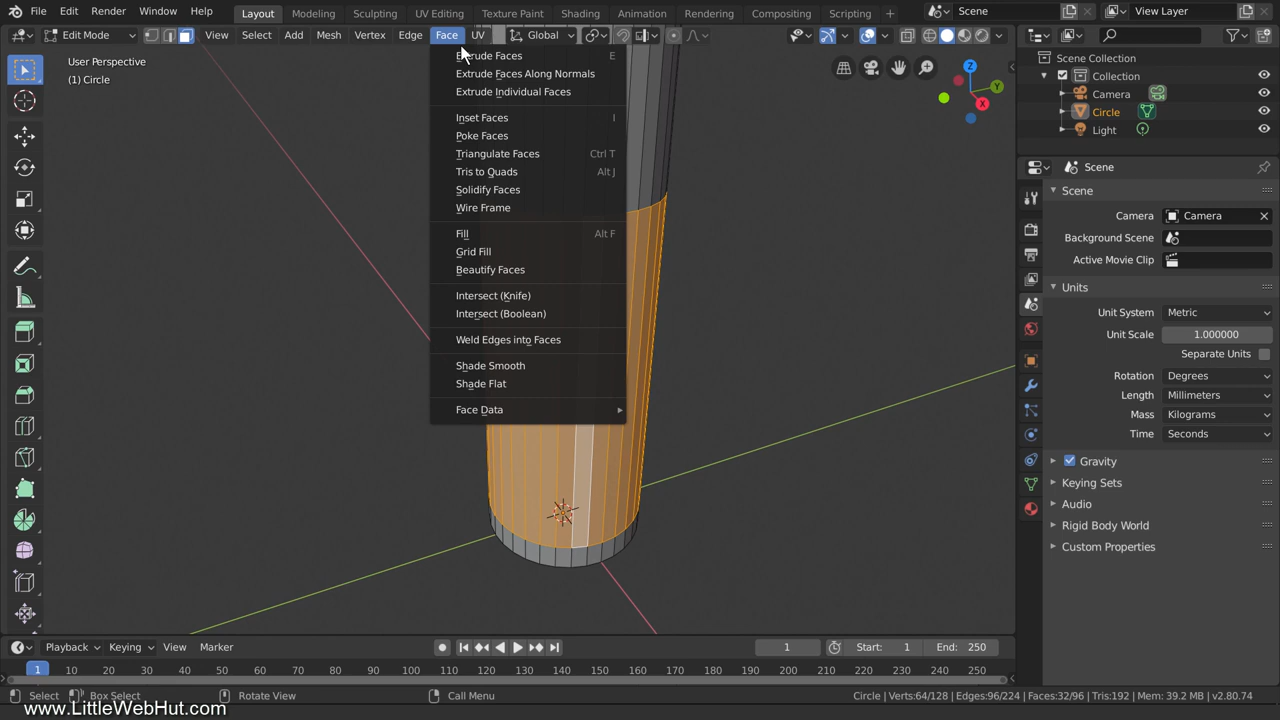 File Edit Render Window Help Layout Modeling Sculpting UV Editing Texture Paint Shading Animation Rendering Compositing Scripting Scene View Layer
Edit Mode View Select Add Mesh Vertex Edge Face UV Global
User Perspective
(1) Circle
Extrude Faces E
Extrude Faces Along Normals
Extrude Individual Faces
Inset Faces I
Poke Faces
Triangulate Faces Ctrl T
Tris to Quads Alt J
Solidify Faces
Wire Frame
Fill Alt F
Grid Fill
Beautify Faces
Intersect (Knife)
Intersect (Boolean)
Weld Edges into Faces
Shade Smooth
Shade Flat
Face Data
Z
Y
X
Scene Collection
Collection
Camera
Circle
Light
Scene
Scene
Camera Camera
Background Scene
Active Movie Clip
Units
Unit System Metric
Unit Scale 1.000000
Separate Units
Rotation Degrees
Length Millimeters
Mass Kilograms
Time Seconds
Gravity
Keying Sets
Audio
Rigid Body World
Custom Properties
Playback Keying View Marker 1 Start: 1 End: 250
1 10 20 30 40 50 60 70 80 90 100 110 120 130 140 150 160 170 180 190 200 210 220 230 240 250
Select Box Select Rotate View Call Menu Circle | Verts:64/128 | Edges:96/224 | Faces:32/96 | Tris:192 | Mem: 39.2 MB | v2.80.74
www.LittleWebHut.com